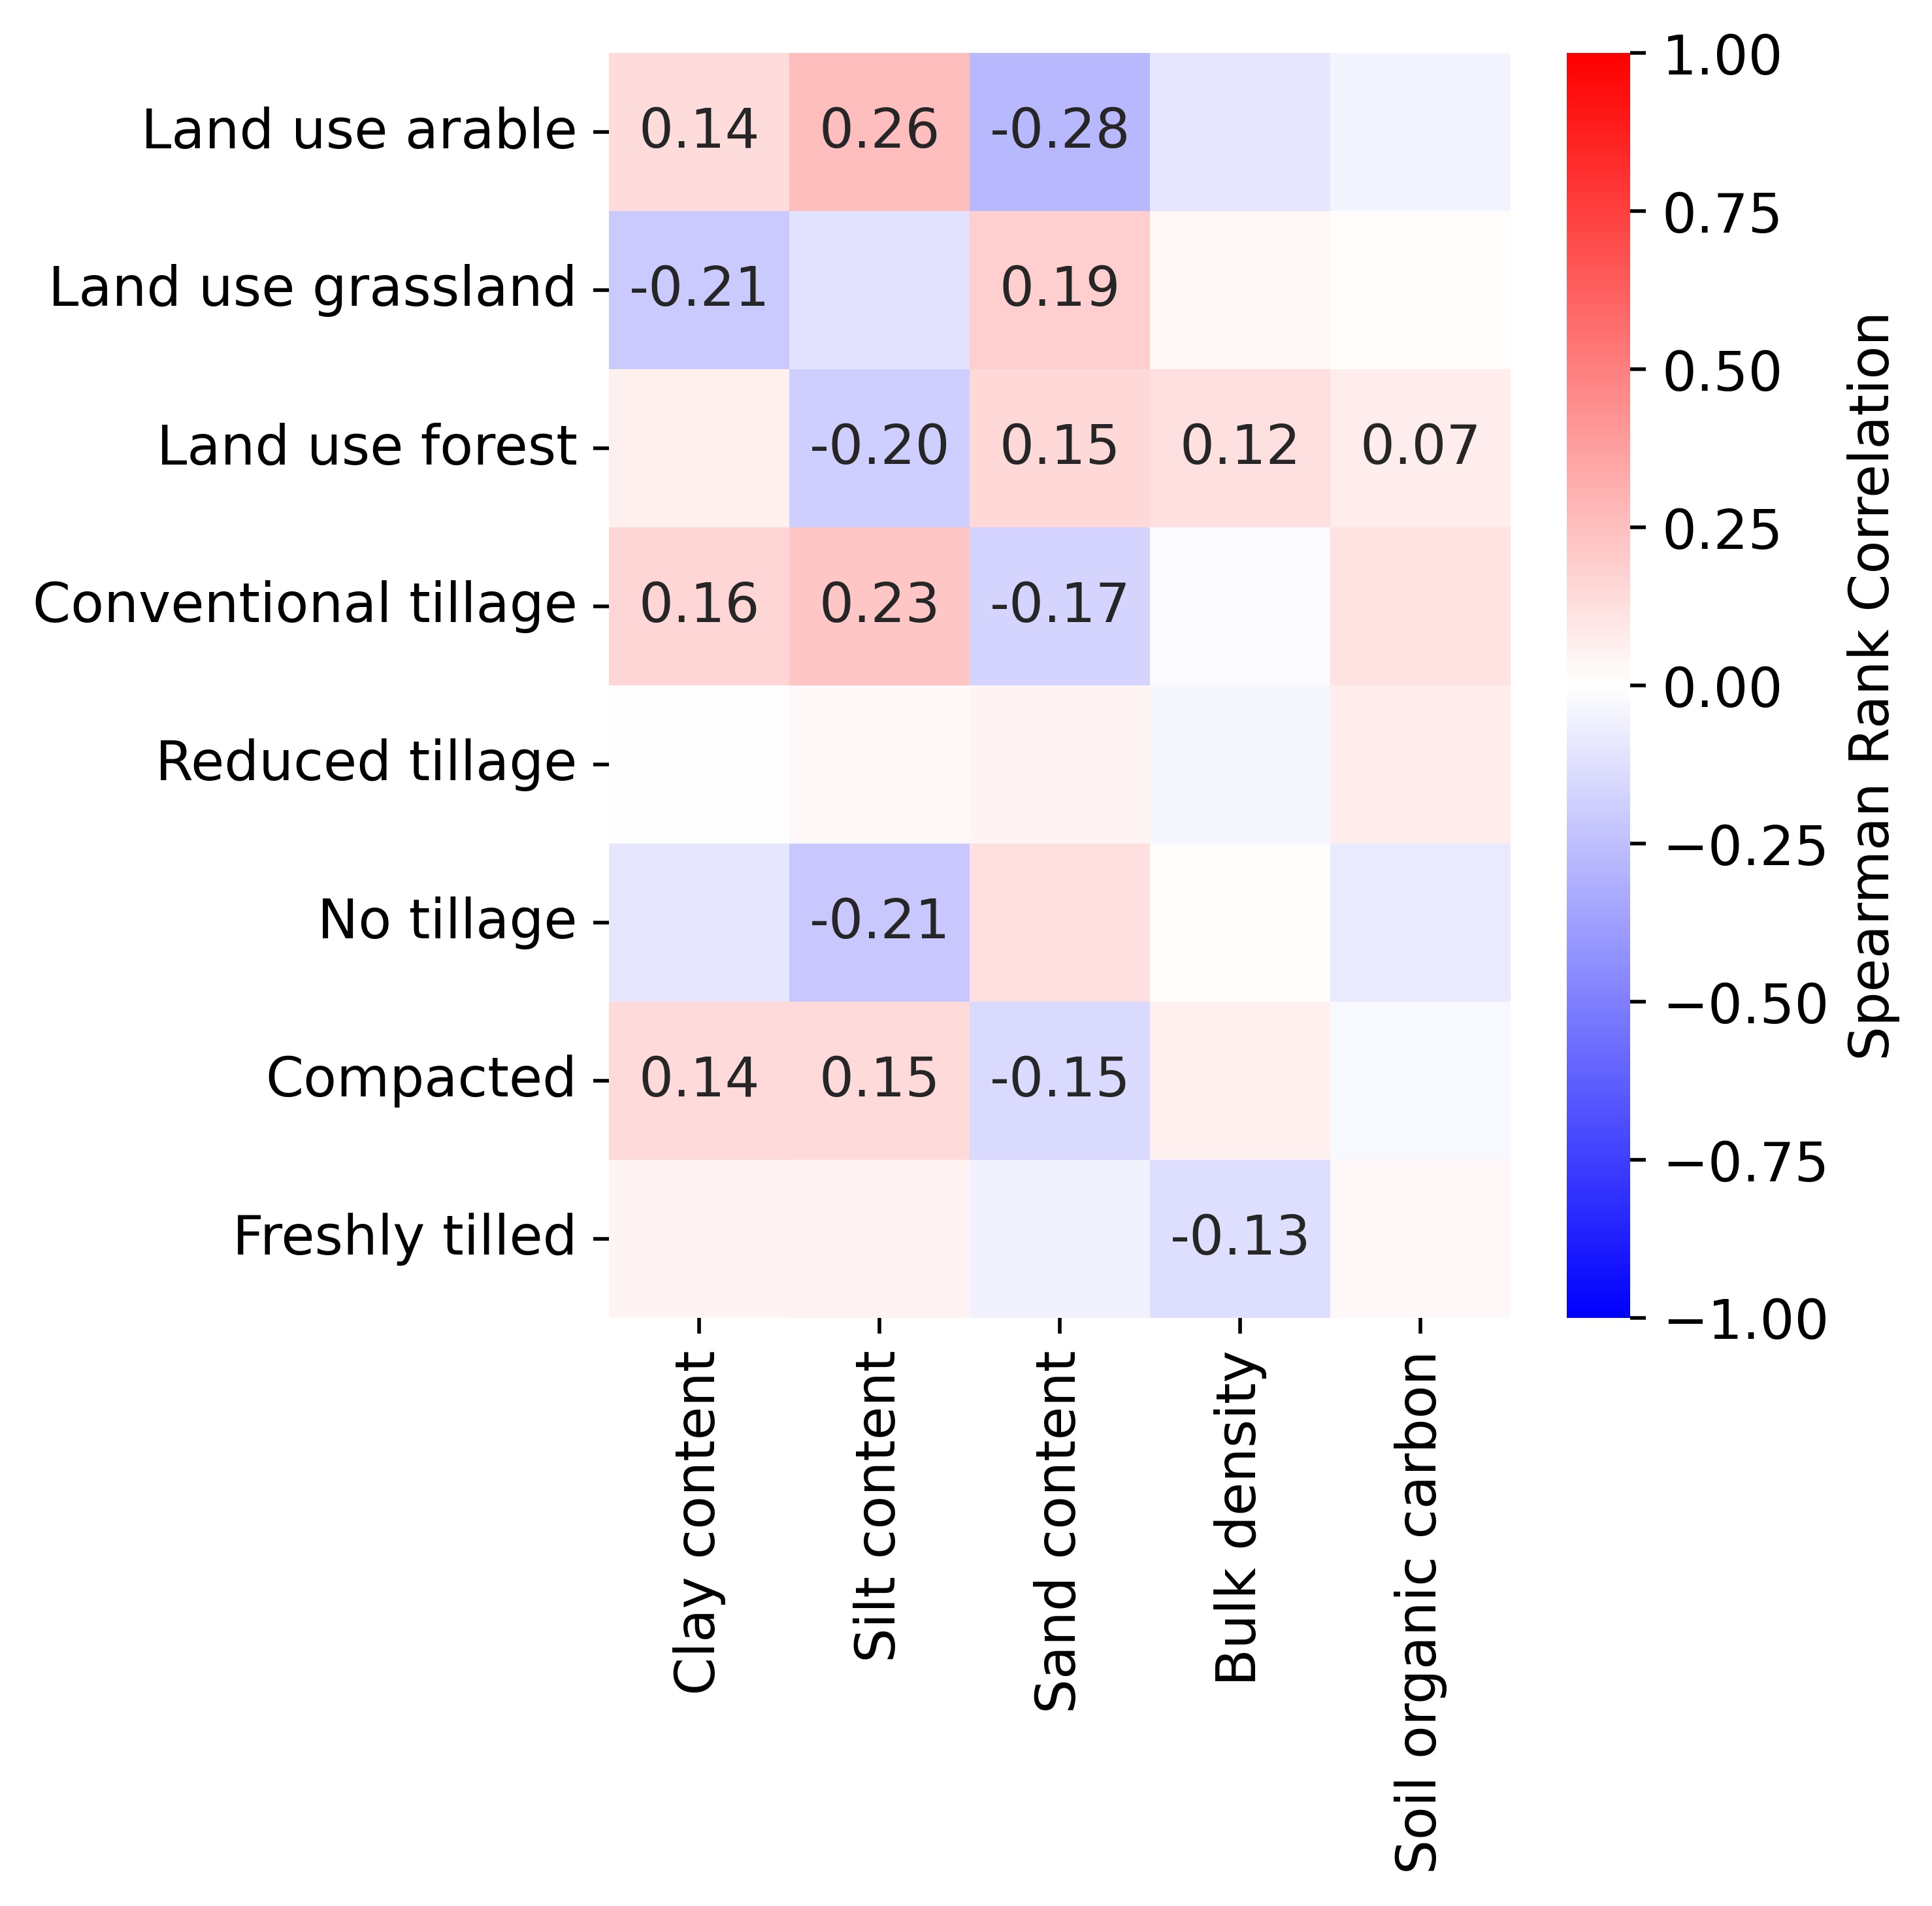 Land use arable
0.14 0.26 -0.28
Land use grassland
-0.21 0.19
Land use forest
-0.20 0.15 0.12 0.07
Conventional tillage
0.16 0.23 -0.17
Reduced tillage
No tillage
-0.21
Compacted
0.14 0.15 -0.15
Freshly tilled
-0.13
Clay content
Silt content
Sand content
Bulk density
Soil organic carbon
1.00
0.75
0.50
0.25
0.00
−0.25
−0.50
−0.75
−1.00
Spearman Rank Correlation